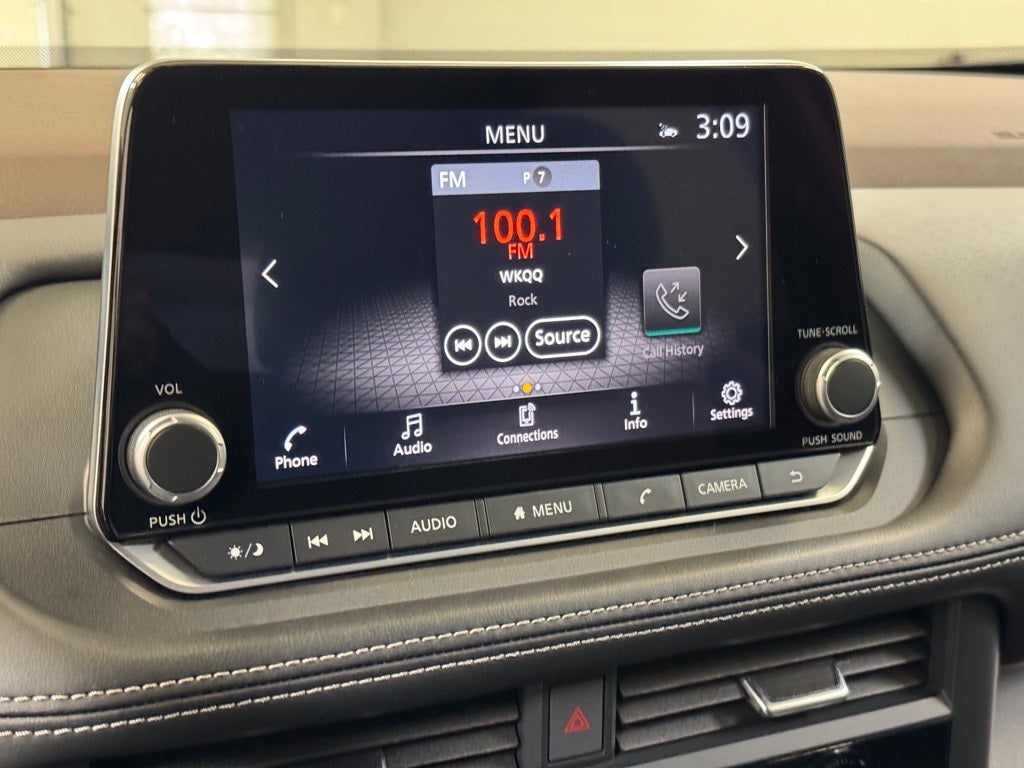 MENU
3:09
FM P 7
100.1
FM
WKQQ
Rock
Source
Call History
TUNE·SCROLL
VOL
Phone
Audio
Connections
Info
Settings
PUSH SOUND
PUSH
AUDIO
MENU
CAMERA